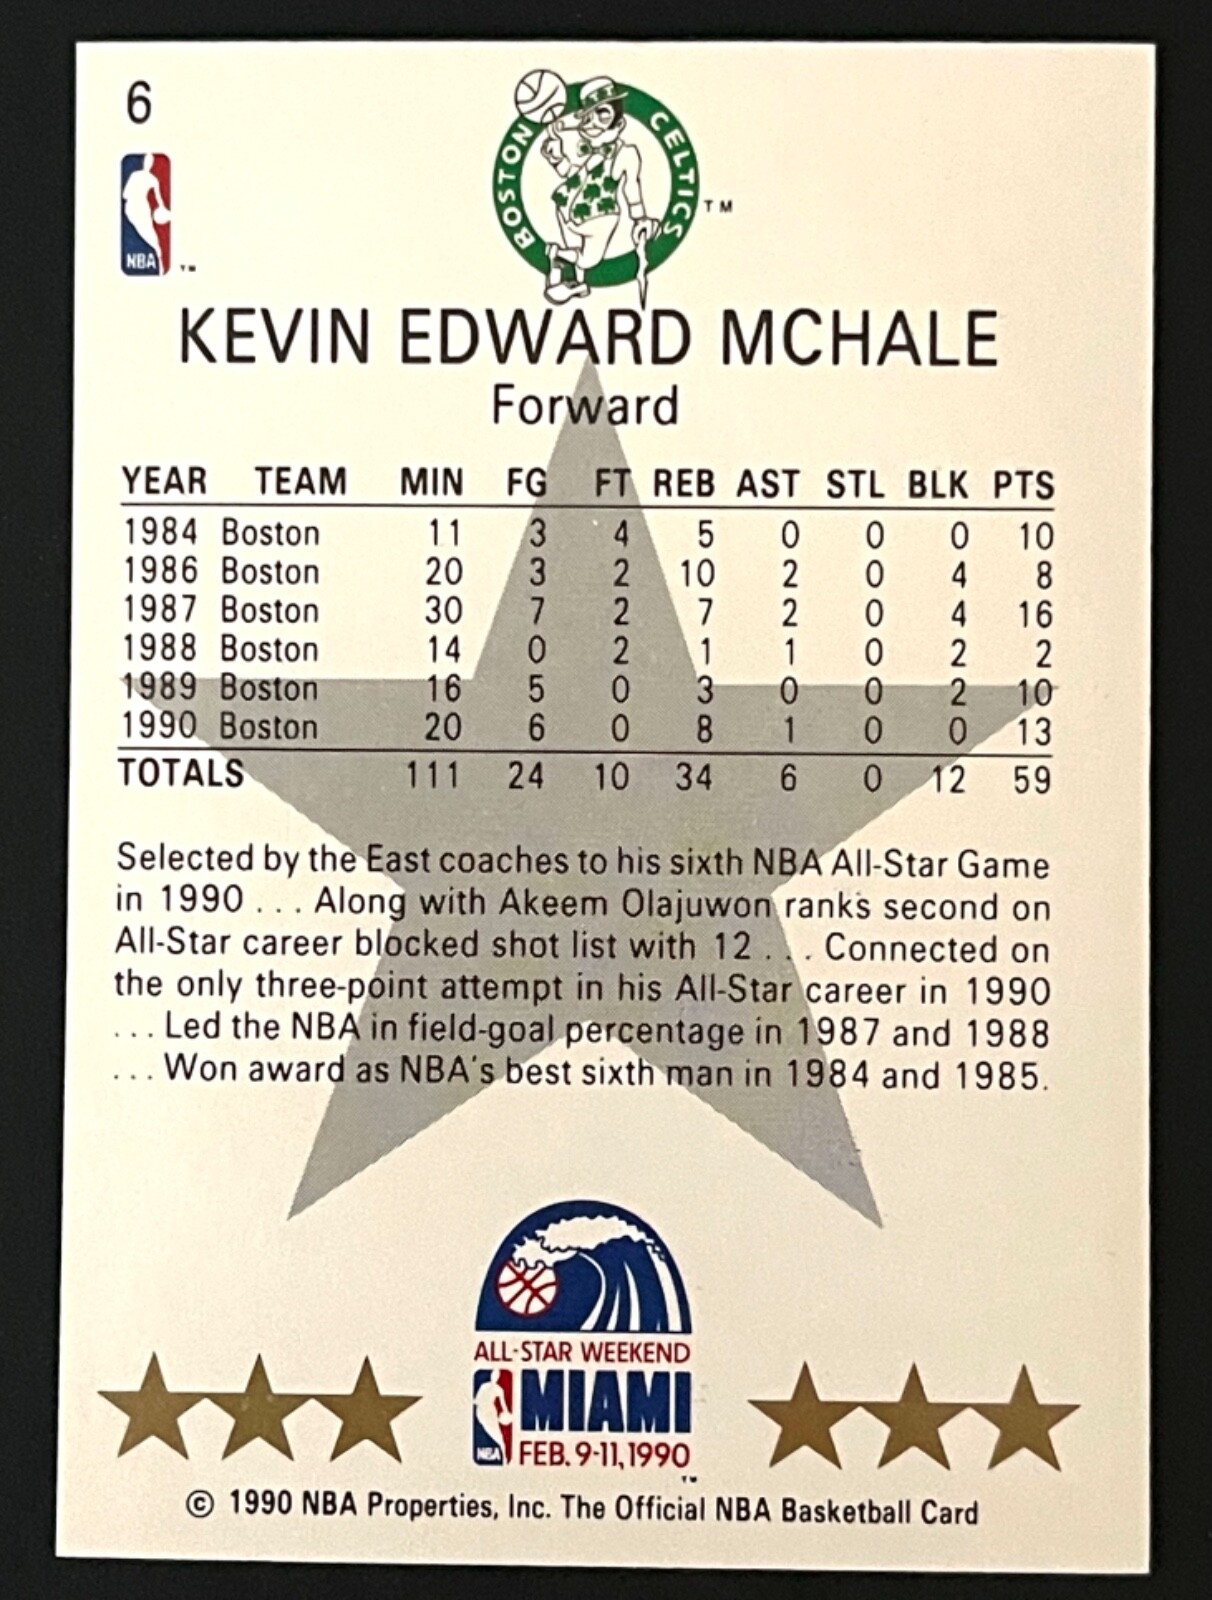 6
BOSTON CELTICS TM
NBA TM
KEVIN EDWARD MCHALE
Forward
YEAR TEAM MIN FG FT REB AST STL BLK PTS
1984 Boston 11 3 4 5 0 0 0 10
1986 Boston 20 3 2 10 2 0 4 8
1987 Boston 30 7 2 7 2 0 4 16
1988 Boston 14 0 2 1 1 0 2 2
1989 Boston 16 5 0 3 0 0 2 10
1990 Boston 20 6 0 8 1 0 0 13
TOTALS 111 24 10 34 6 0 12 59
Selected by the East coaches to his sixth NBA All-Star Game
in 1990 ... Along with Akeem Olajuwon ranks second on
All-Star career blocked shot list with 12 ... Connected on
the only three-point attempt in his All-Star career in 1990
... Led the NBA in field-goal percentage in 1987 and 1988
... Won award as NBA's best sixth man in 1984 and 1985.
ALL-STAR WEEKEND
MIAMI
NBA FEB. 9-11, 1990
TM
© 1990 NBA Properties, Inc. The Official NBA Basketball Card